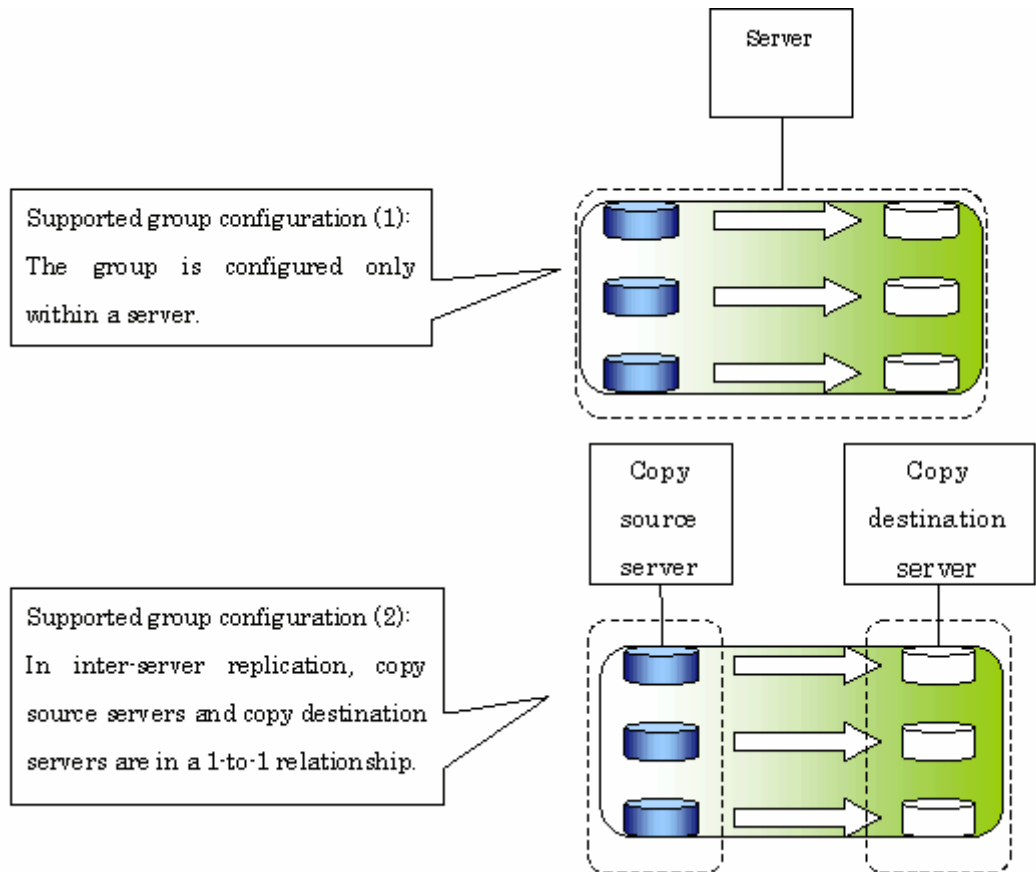 Server
Supported group configuration (1):
The group is configured only
within a server.
Copy
source
server
Copy
destination
server
Supported group configuration (2):
In inter-server replication, copy
source servers and copy destination
servers are in a 1-to-1 relationship.